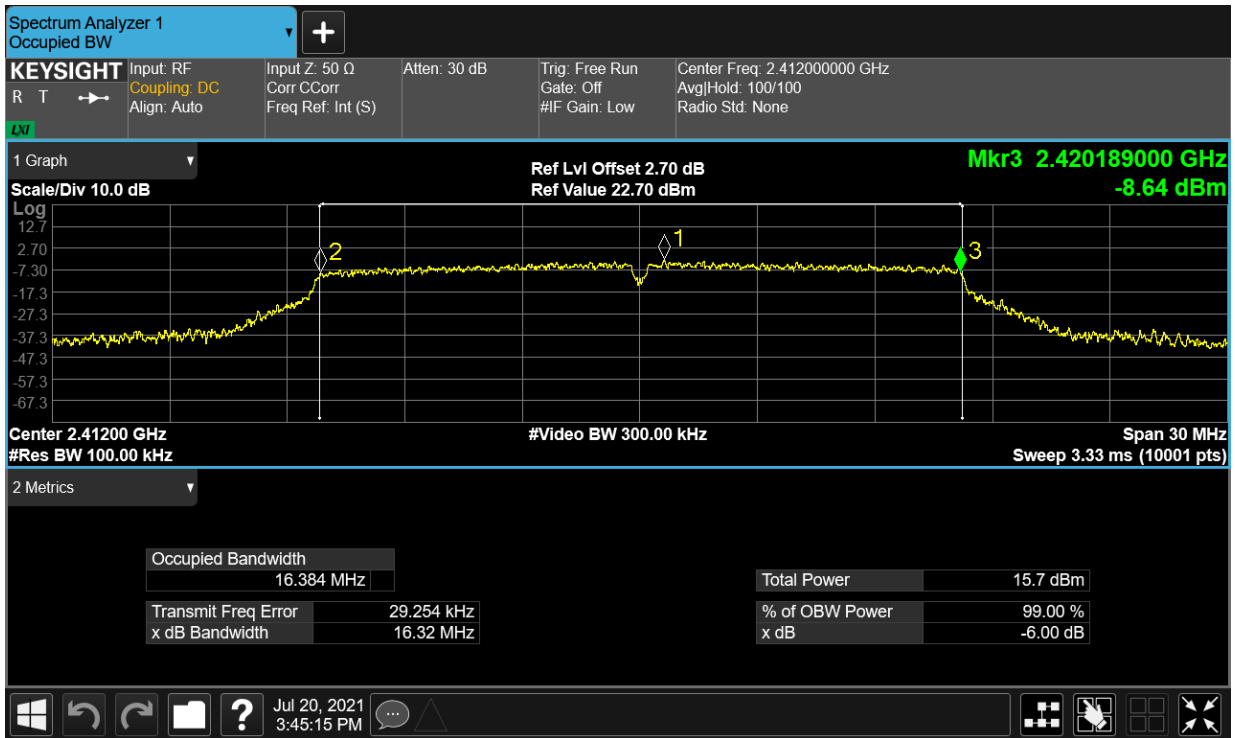 Spectrum Analyzer 1
Occupied BW
▼
+
KEYSIGHT
R T
LXI
Input: RF
Coupling: DC
Align: Auto
Input Z: 50 Ω
Corr CCorr
Freq Ref: Int (S)
Atten: 30 dB
Trig: Free Run
Gate: Off
#IF Gain: Low
Center Freq: 2.412000000 GHz
Avg|Hold: 100/100
Radio Std: None
1 Graph ▼
Scale/Div 10.0 dB
Ref Lvl Offset 2.70 dB
Ref Value 22.70 dBm
Mkr3 2.420189000 GHz
-8.64 dBm
Log
12.7
2.70
-7.30
-17.3
-27.3
-37.3
-47.3
-57.3
-67.3
2
1
3
Center 2.41200 GHz
#Res BW 100.00 kHz
#Video BW 300.00 kHz
Span 30 MHz
Sweep 3.33 ms (10001 pts)
2 Metrics ▼
Occupied Bandwidth
16.384 MHz
Transmit Freq Error 29.254 kHz
x dB Bandwidth 16.32 MHz
Total Power 15.7 dBm
% of OBW Power 99.00 %
x dB -6.00 dB
?
Jul 20, 2021
3:45:15 PM